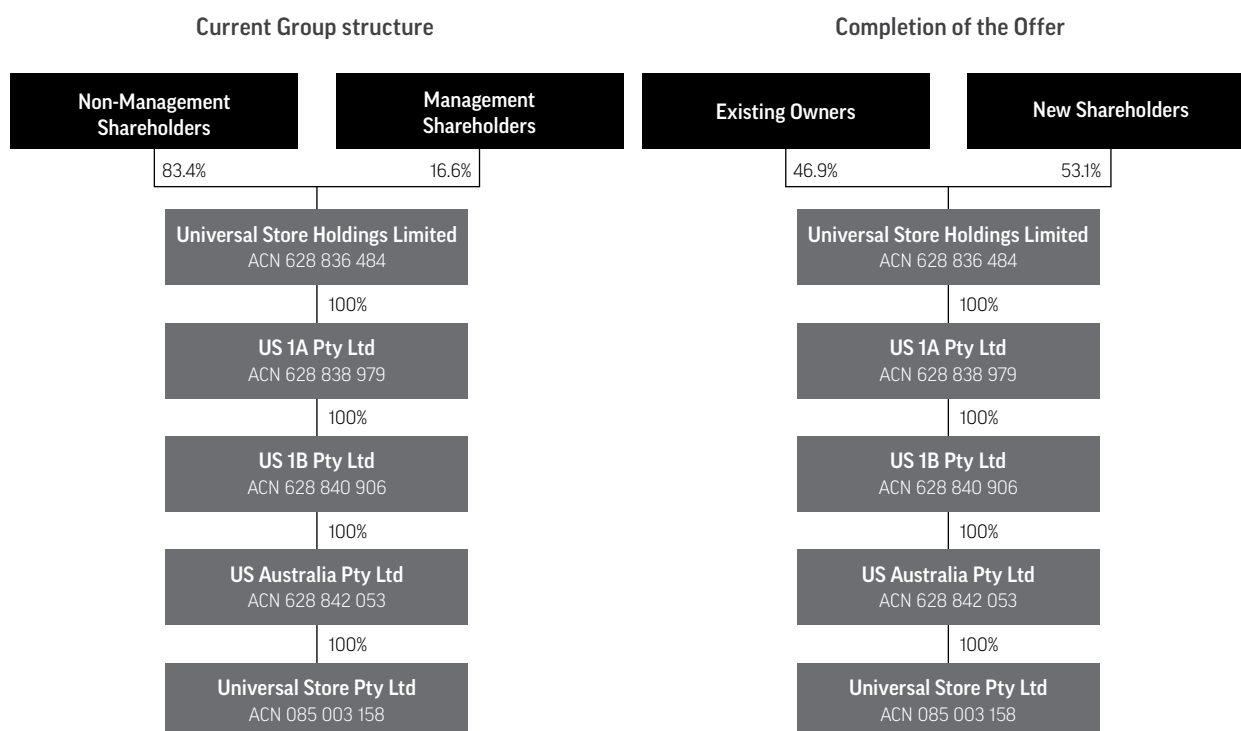 Current Group structure
Non-Management
Shareholders
Management
Shareholders
83.4%
16.6%
Universal Store Holdings Limited
ACN 628 836 484
100%
US 1A Pty Ltd
ACN 628 838 979
100%
US 1B Pty Ltd
ACN 628 840 906
100%
US Australia Pty Ltd
ACN 628 842 053
100%
Universal Store Pty Ltd
ACN 085 003 158
Completion of the Offer
Existing Owners
New Shareholders
46.9%
53.1%
Universal Store Holdings Limited
ACN 628 836 484
100%
US 1A Pty Ltd
ACN 628 838 979
100%
US 1B Pty Ltd
ACN 628 840 906
100%
US Australia Pty Ltd
ACN 628 842 053
100%
Universal Store Pty Ltd
ACN 085 003 158